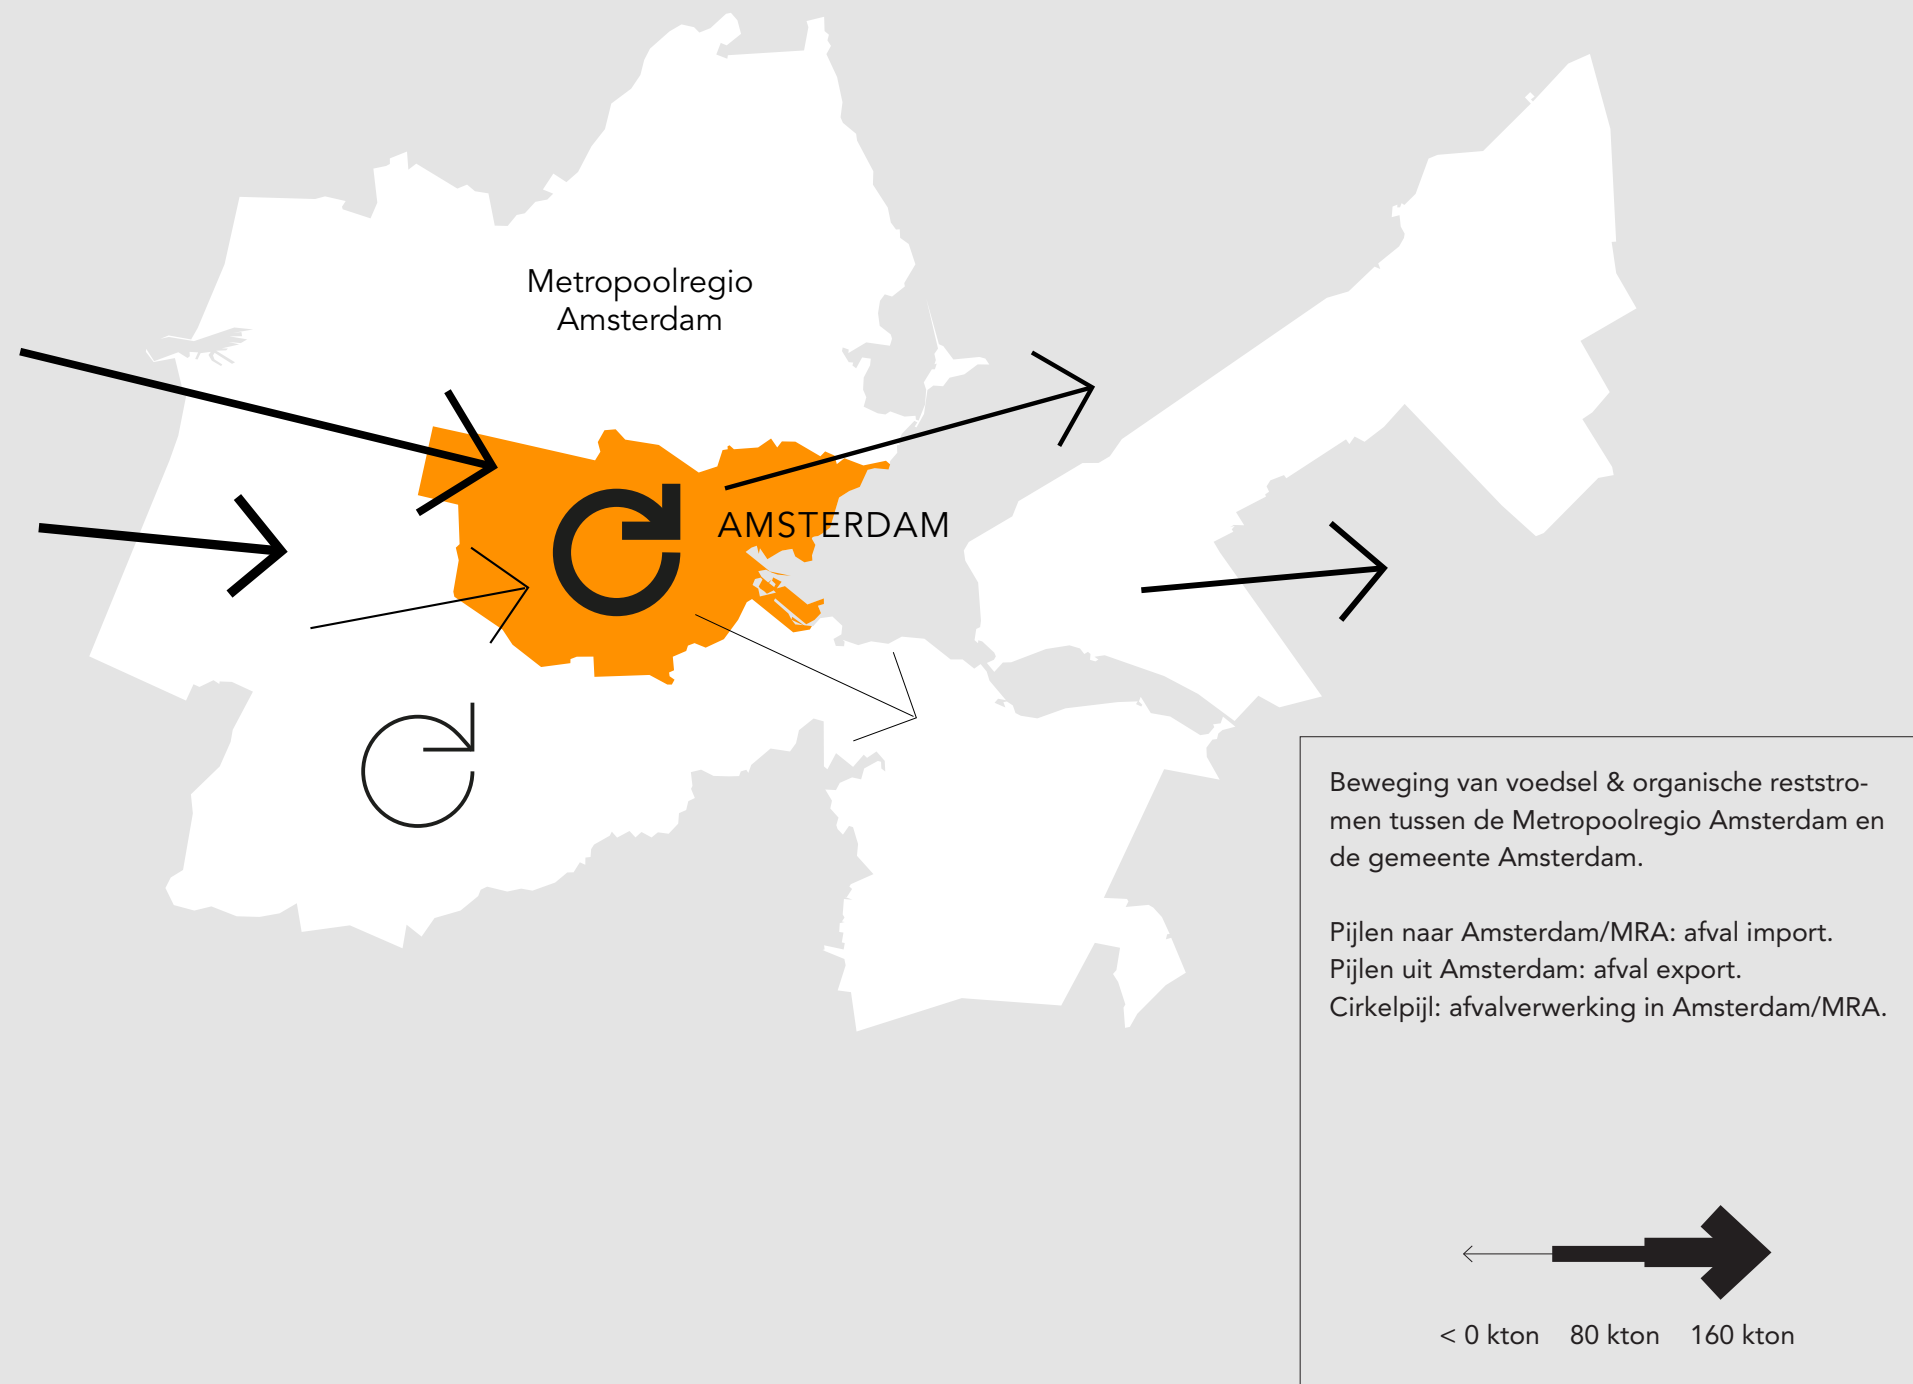 Metropoolregio
Amsterdam
AMSTERDAM
Beweging van voedsel & organische reststro-
men tussen de Metropoolregio Amsterdam en
de gemeente Amsterdam.
Pijlen naar Amsterdam/MRA: afval import.
Pijlen uit Amsterdam: afval export.
Cirkelpijl: afvalverwerking in Amsterdam/MRA.
< 0 kton 80 kton 160 kton